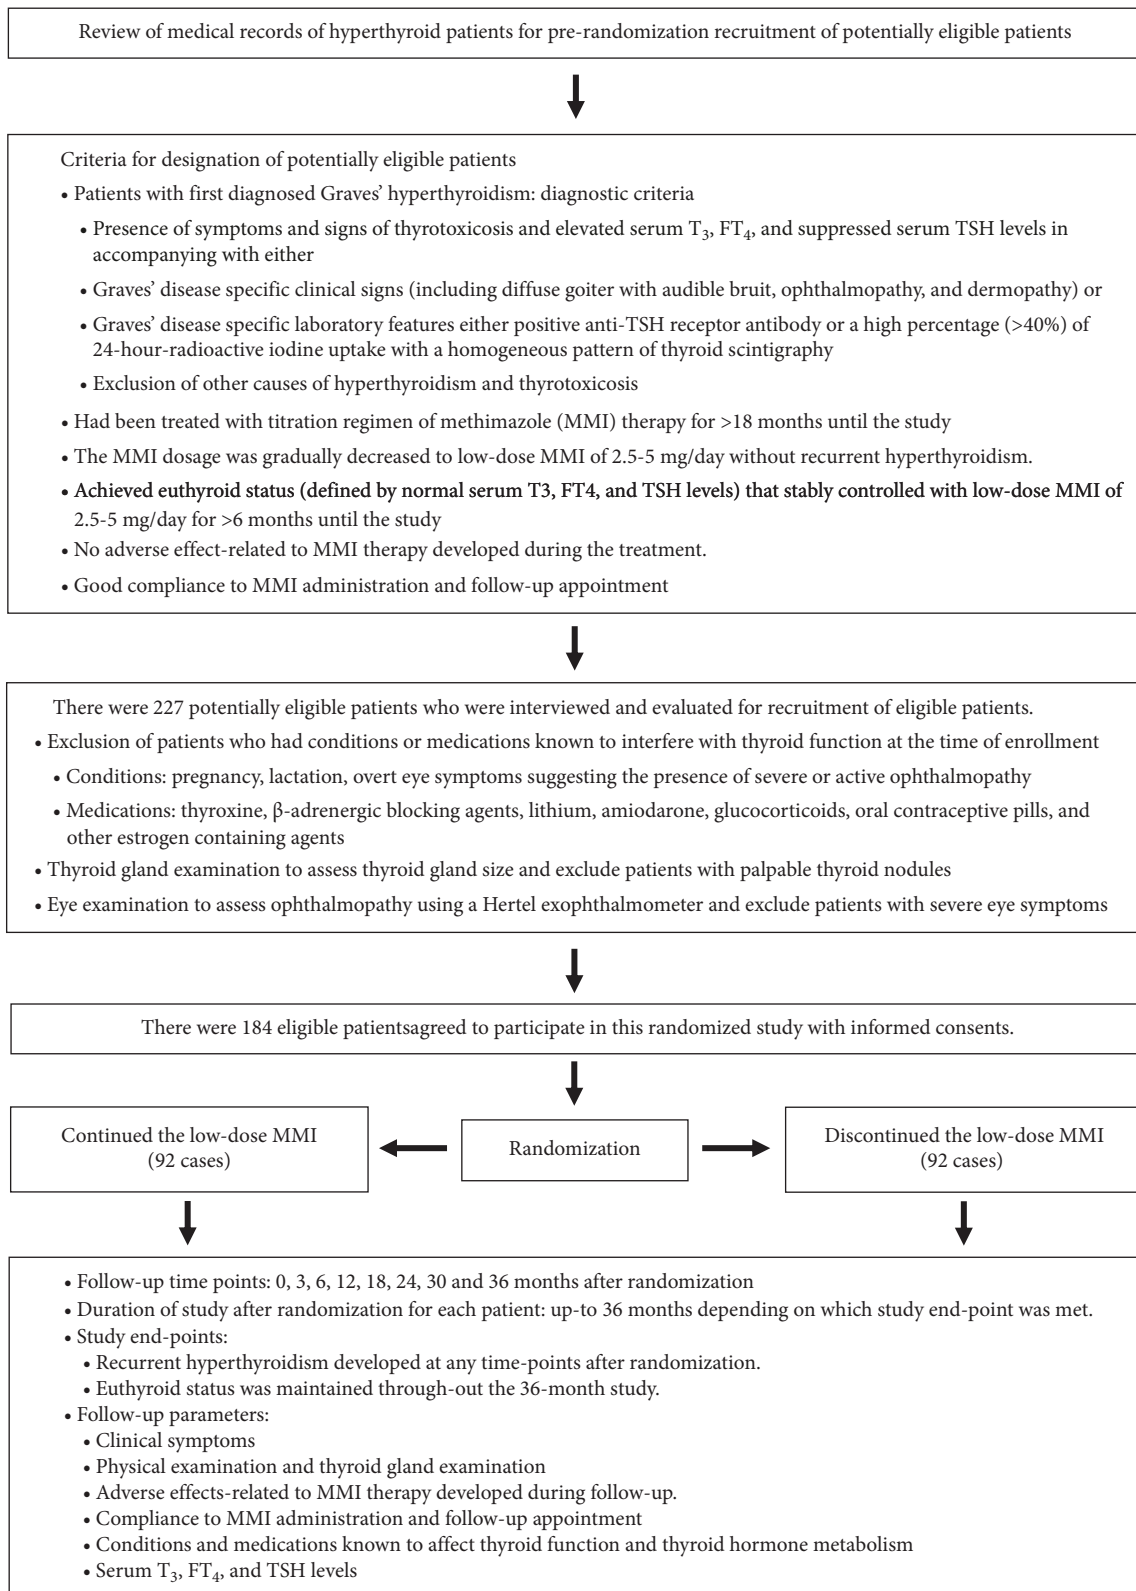 Review of medical records of hyperthyroid patients for pre-randomization recruitment of potentially eligible patients
Criteria for designation of potentially eligible patients
• Patients with first diagnosed Graves' hyperthyroidism: diagnostic criteria
• Presence of symptoms and signs of thyrotoxicosis and elevated serum T₃, FT₄, and suppressed serum TSH levels in
accompanying with either
• Graves' disease specific clinical signs (including diffuse goiter with audible bruit, ophthalmopathy, and dermopathy) or
• Graves' disease specific laboratory features either positive anti-TSH receptor antibody or a high percentage (>40%) of
24-hour-radioactive iodine uptake with a homogeneous pattern of thyroid scintigraphy
• Exclusion of other causes of hyperthyroidism and thyrotoxicosis
• Had been treated with titration regimen of methimazole (MMI) therapy for >18 months until the study
• The MMI dosage was gradually decreased to low-dose MMI of 2.5-5 mg/day without recurrent hyperthyroidism.
• Achieved euthyroid status (defined by normal serum T3, FT4, and TSH levels) that stably controlled with low-dose MMI of
2.5-5 mg/day for >6 months until the study
• No adverse effect-related to MMI therapy developed during the treatment.
• Good compliance to MMI administration and follow-up appointment
There were 227 potentially eligible patients who were interviewed and evaluated for recruitment of eligible patients.
• Exclusion of patients who had conditions or medications known to interfere with thyroid function at the time of enrollment
• Conditions: pregnancy, lactation, overt eye symptoms suggesting the presence of severe or active ophthalmopathy
• Medications: thyroxine, β-adrenergic blocking agents, lithium, amiodarone, glucocorticoids, oral contraceptive pills, and
other estrogen containing agents
• Thyroid gland examination to assess thyroid gland size and exclude patients with palpable thyroid nodules
• Eye examination to assess ophthalmopathy using a Hertel exophthalmometer and exclude patients with severe eye symptoms
There were 184 eligible patientsagreed to participate in this randomized study with informed consents.
Continued the low-dose MMI
(92 cases)
Randomization
Discontinued the low-dose MMI
(92 cases)
• Follow-up time points: 0, 3, 6, 12, 18, 24, 30 and 36 months after randomization
• Duration of study after randomization for each patient: up-to 36 months depending on which study end-point was met.
• Study end-points:
• Recurrent hyperthyroidism developed at any time-points after randomization.
• Euthyroid status was maintained through-out the 36-month study.
• Follow-up parameters:
• Clinical symptoms
• Physical examination and thyroid gland examination
• Adverse effects-related to MMI therapy developed during follow-up.
• Compliance to MMI administration and follow-up appointment
• Conditions and medications known to affect thyroid function and thyroid hormone metabolism
• Serum T₃, FT₄, and TSH levels